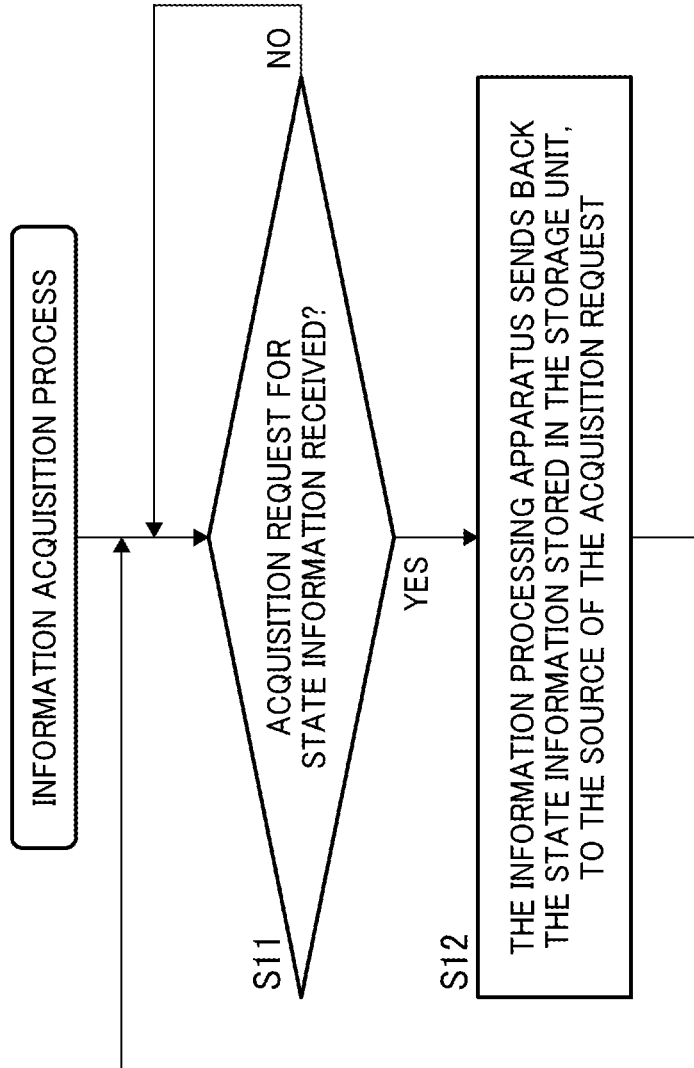 INFORMATION ACQUISITION PROCESS
S11
ACQUISITION REQUEST FOR
STATE INFORMATION RECEIVED?
NO
YES
S12
THE INFORMATION PROCESSING APPARATUS SENDS BACK
THE STATE INFORMATION STORED IN THE STORAGE UNIT,
TO THE SOURCE OF THE ACQUISITION REQUEST